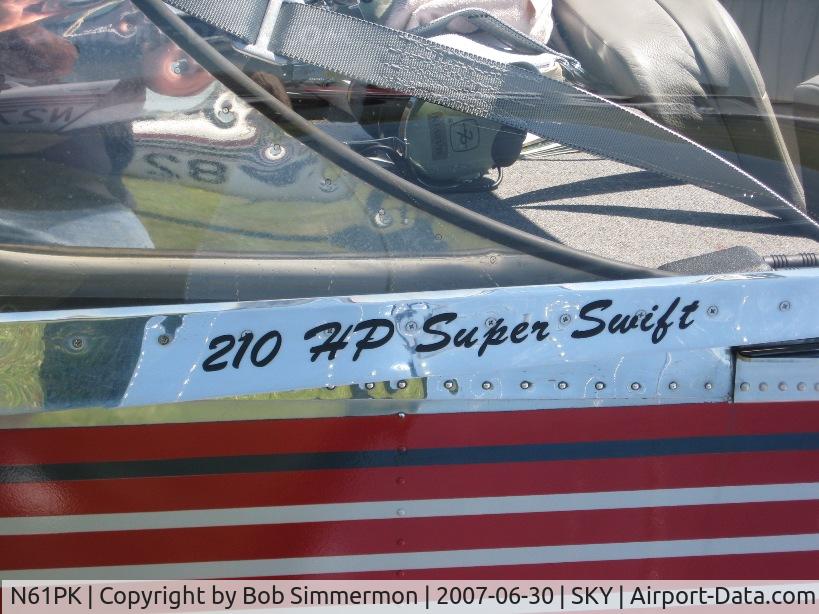 210 HP Super Swift
N61PK | Copyright by Bob Simmermon | 2007-06-30 | SKY | Airport-Data.com